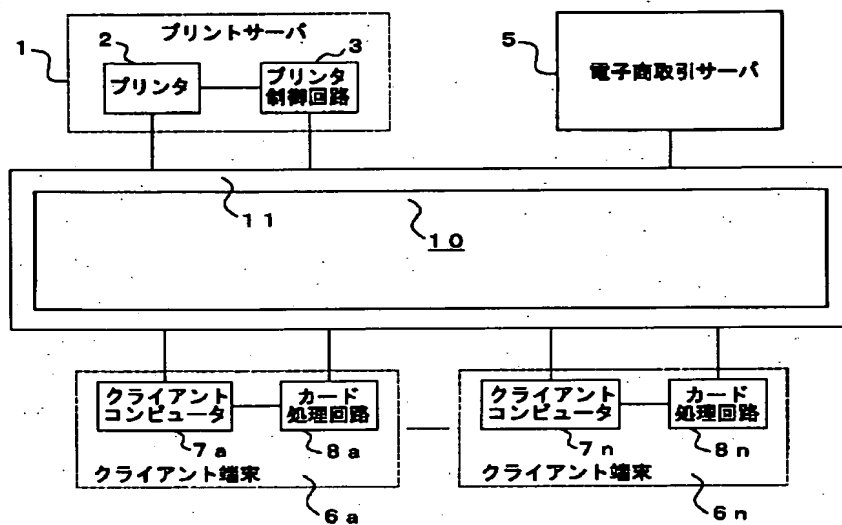 プリントサーバ
1
2
3
プリンタ
プリンタ
制御回路
5
電子商取引サーバ
11
10
クライアント
コンピュータ
カード
処理回路
7a
8a
クライアント端末
6a
クライアント
コンピュータ
カード
処理回路
7n
8n
クライアント端末
6n